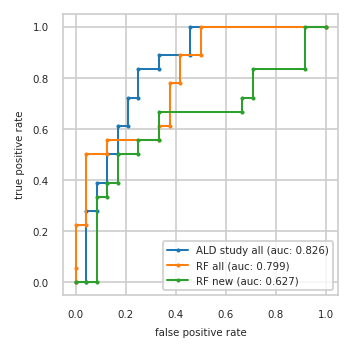 1.0
0.8
0.6
0.4
0.2
0.0
true positive rate
ALD study all (auc: 0.826)
RF all (auc: 0.799)
RF new (auc: 0.627)
0.0 0.2 0.4 0.6 0.8 1.0
false positive rate